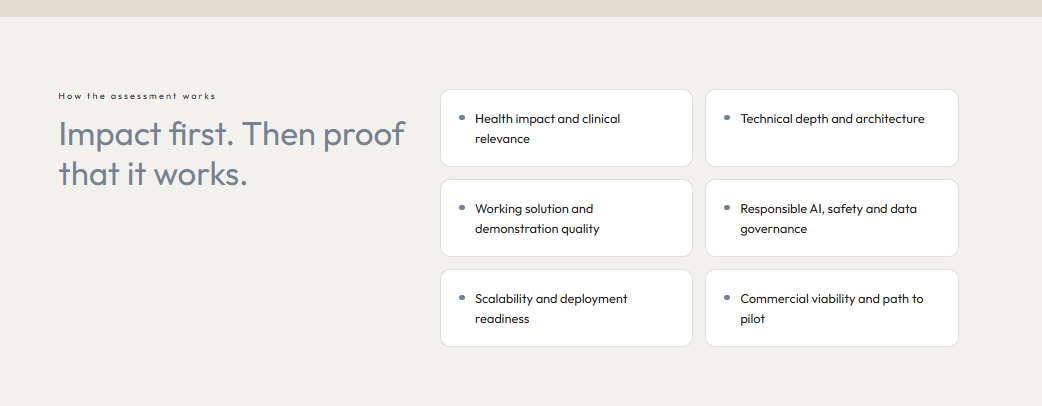 How the assessment works
Impact first. Then proof
that it works.
Health impact and clinical
relevance
Technical depth and architecture
Working solution and
demonstration quality
Responsible AI, safety and data
governance
Scalability and deployment
readiness
Commercial viability and path to
pilot